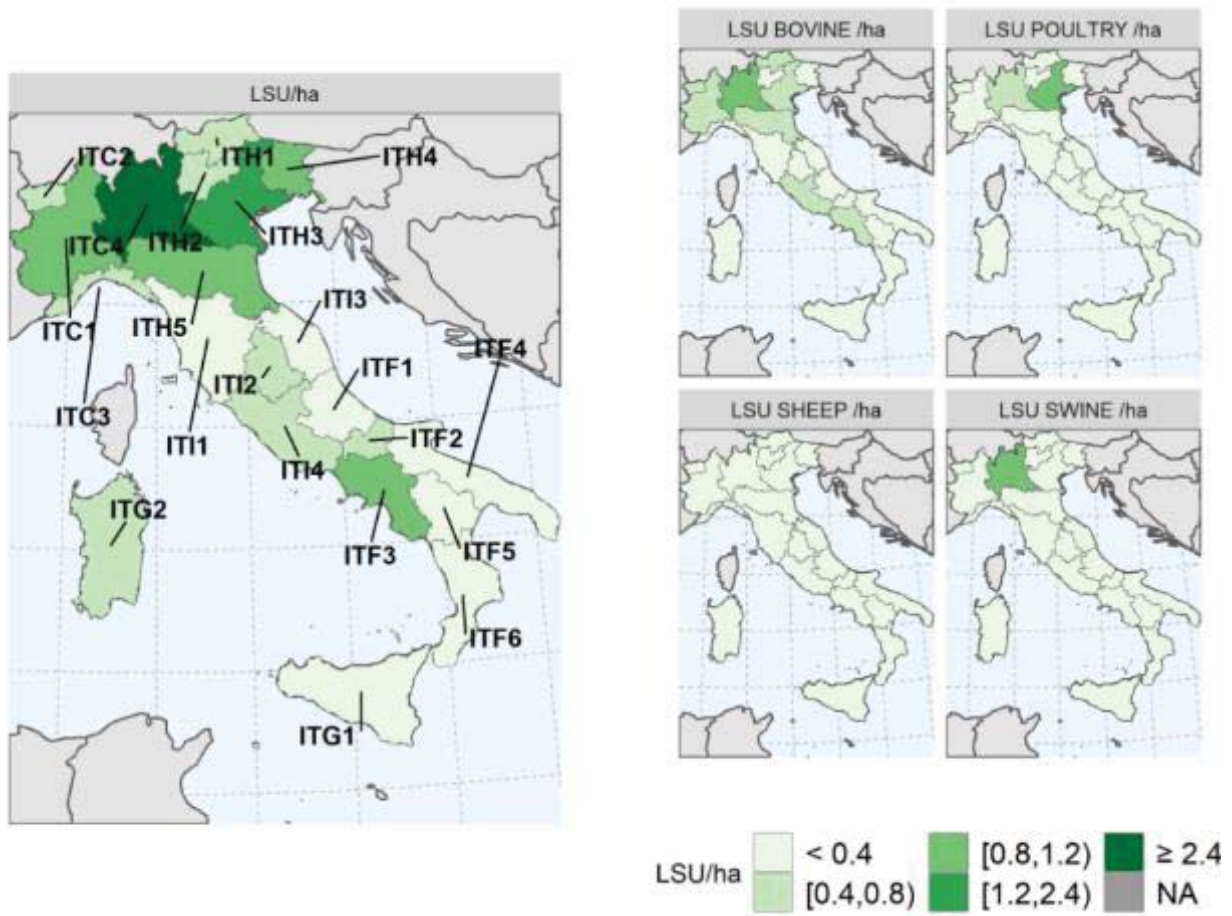 LSU/ha
ITC2
ITH1
ITH4
ITC4
ITH2
ITH3
ITC1
ITH5
ITI3
ITF4
ITC3
ITI1
ITI2
ITF1
ITI4
ITF2
ITG2
ITF3
ITF5
ITF6
ITG1
LSU BOVINE /ha
LSU POULTRY /ha
LSU SHEEP /ha
LSU SWINE /ha
LSU/ha
< 0.4
[0.4,0.8)
[0.8,1.2)
[1.2,2.4)
≥ 2.4
NA